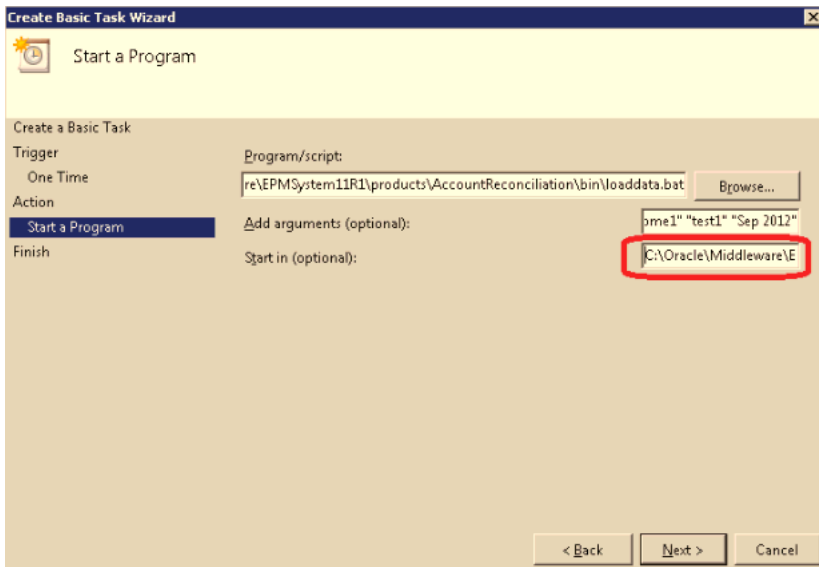 Create Basic Task Wizard
Start a Program
Create a Basic Task
Trigger
One Time
Action
Start a Program
Finish
Program/script:
re\EPMSystem11R1\products\AccountReconciliation\bin\loaddata.bat
Browse...
Add arguments (optional):
ome1" "test1" "Sep 2012"
Start in (optional):
C:\Oracle\Middleware\E
< Back
Next >
Cancel